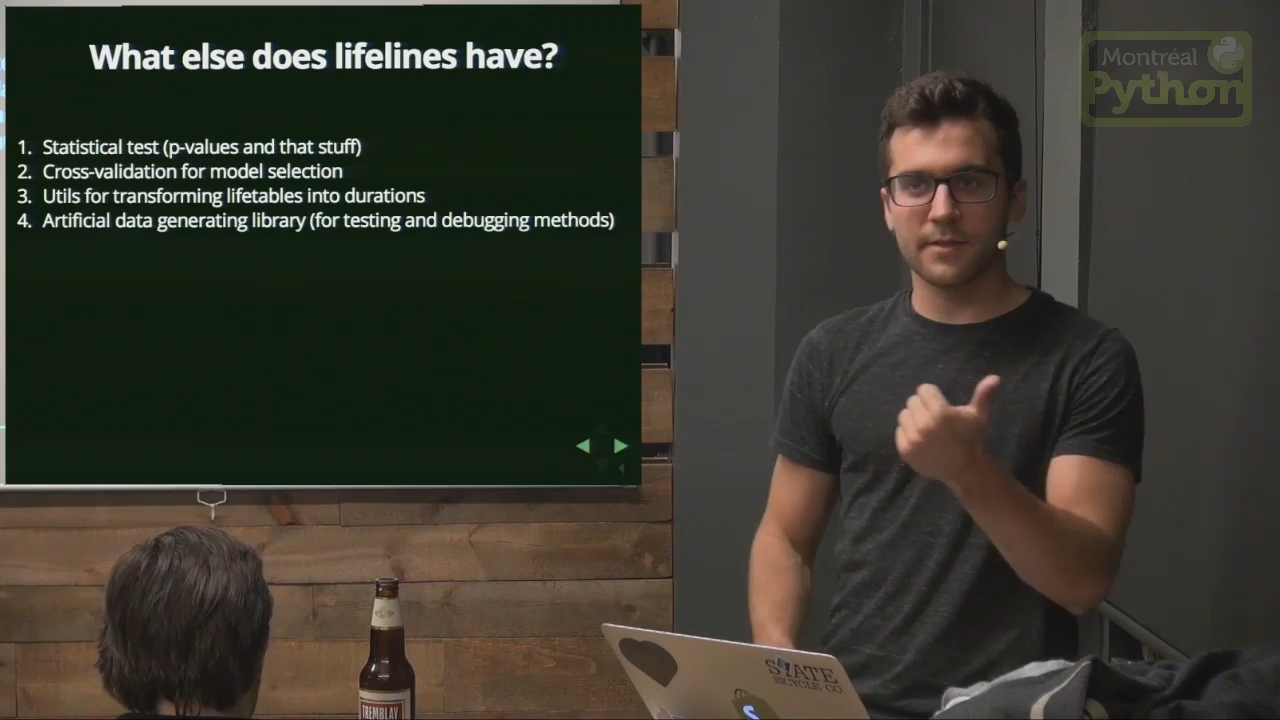 What else does lifelines have?
1. Statistical test (p-values and that stuff)
2. Cross-validation for model selection
3. Utils for transforming lifetables into durations
4. Artificial data generating library (for testing and debugging methods)
Montréal
Python
STATE
BICYCLE CO.
S
TREMBLAY